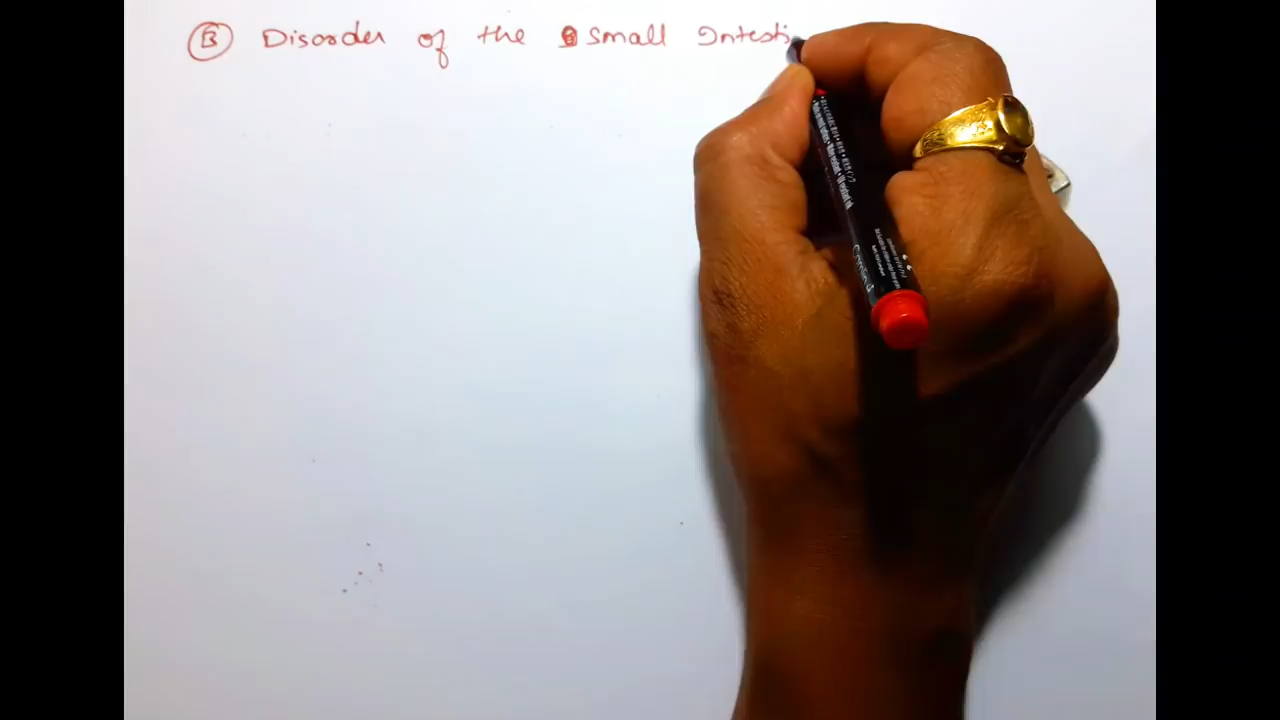 B Disorder of the Small Intesti